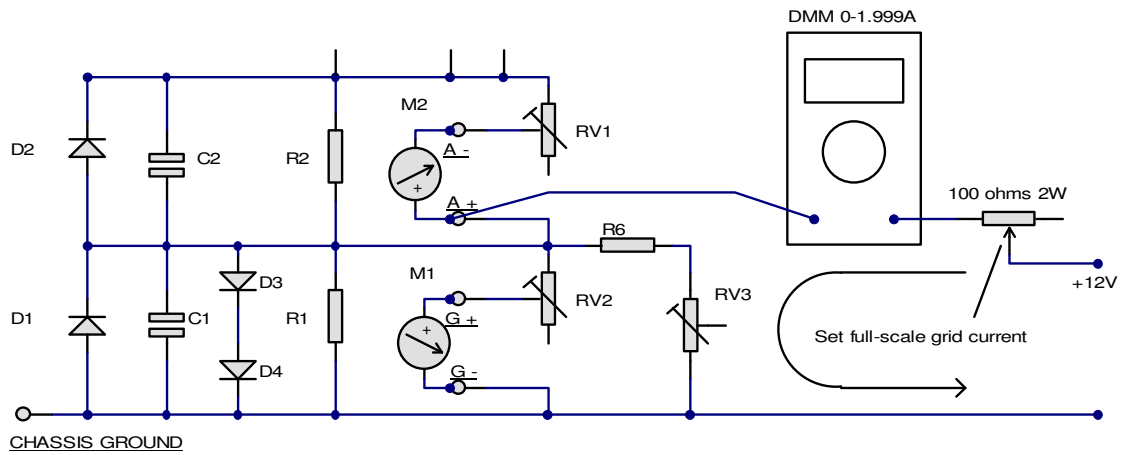 DMM 0-1.999A
M2
D2
C2
R2
A -
RV1
A +
100 ohms 2W
R6
M1
D3
RV2
RV3
+12V
D1
C1
R1
G +
Set full-scale grid current
D4
G -
CHASSIS GROUND